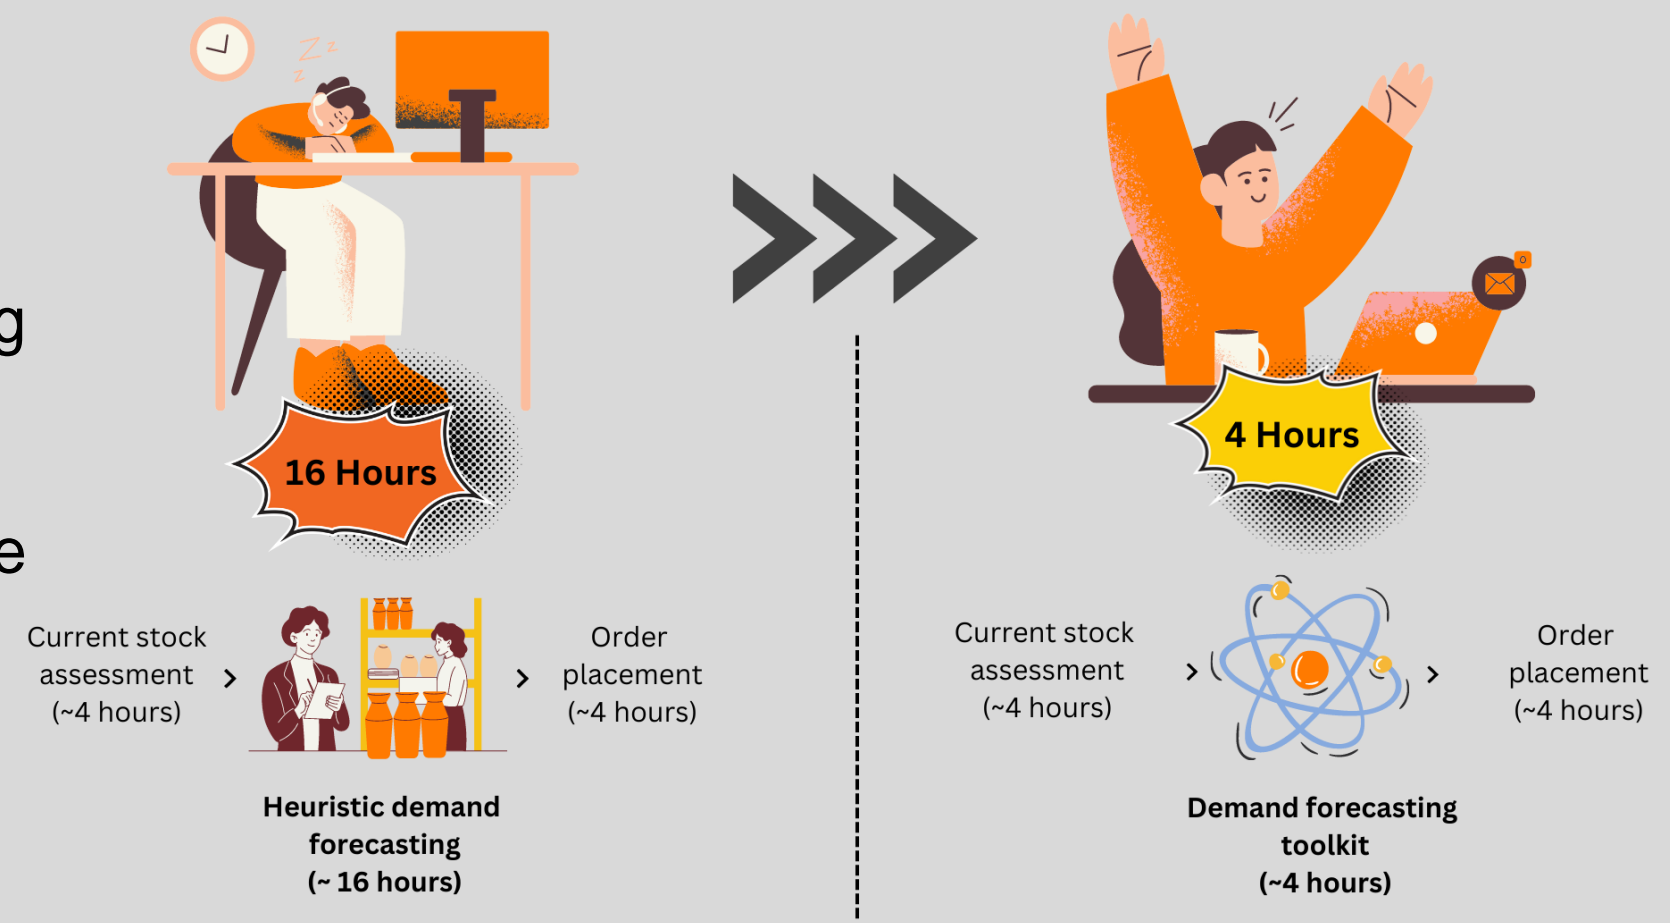 Z z
z
g
e
16 Hours
Current stock
assessment
(~4 hours)
Order
placement
(~4 hours)
Heuristic demand
forecasting
(~ 16 hours)
0
4 Hours
Current stock
assessment
(~4 hours)
Order
placement
(~4 hours)
Demand forecasting
toolkit
(~4 hours)